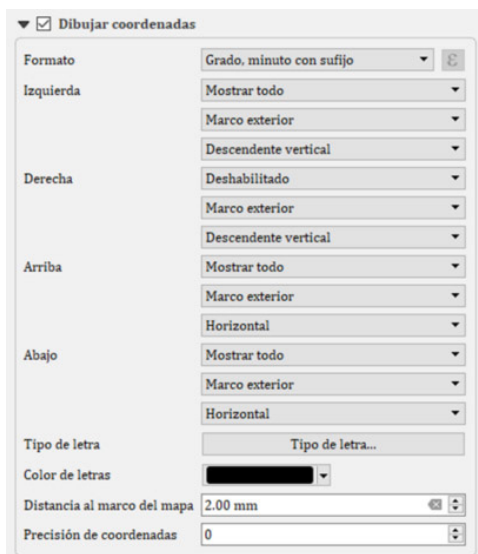 Dibujar coordenadas
Formato Grado, minuto con sufijo ε
Izquierda Mostrar todo
Marco exterior
Descendente vertical
Derecha Deshabilitado
Marco exterior
Descendente vertical
Arriba Mostrar todo
Marco exterior
Horizontal
Abajo Mostrar todo
Marco exterior
Horizontal
Tipo de letra Tipo de letra...
Color de letras
Distancia al marco del mapa 2.00 mm
Precisión de coordenadas 0